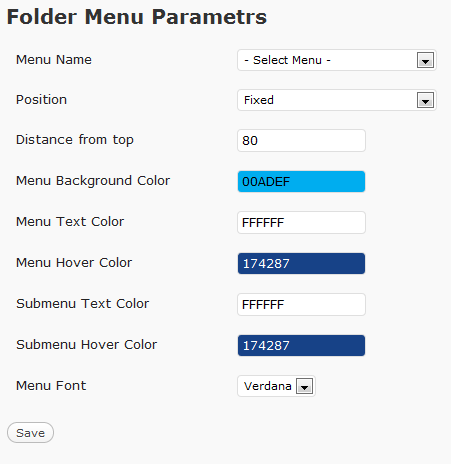 Folder Menu Parametrs
Menu Name - Select Menu -
Position Fixed
Distance from top 80
Menu Background Color 00ADEF
Menu Text Color FFFFFF
Menu Hover Color 174287
Submenu Text Color FFFFFF
Submenu Hover Color 174287
Menu Font Verdana
Save